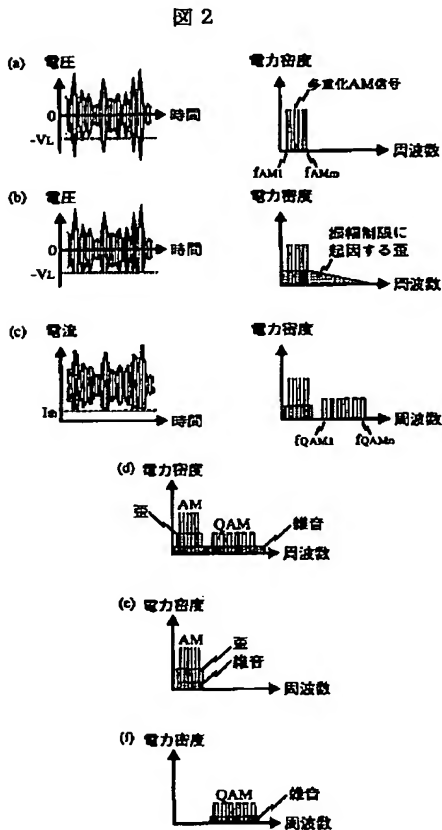 図 2
(a) 電圧
0
-VL
時間
電力密度
多重化AM信号
fAM1
fAMm
周波数
(b) 電圧
0
-VL
時間
電力密度
振幅制限に
起因する歪
周波数
(c) 電流
Ith
時間
電力密度
fQAM1
fQAMn
周波数
(d) 電力密度
歪
AM
QAM
雑音
周波数
(e) 電力密度
AM
歪
雑音
周波数
(f) 電力密度
QAM
雑音
周波数